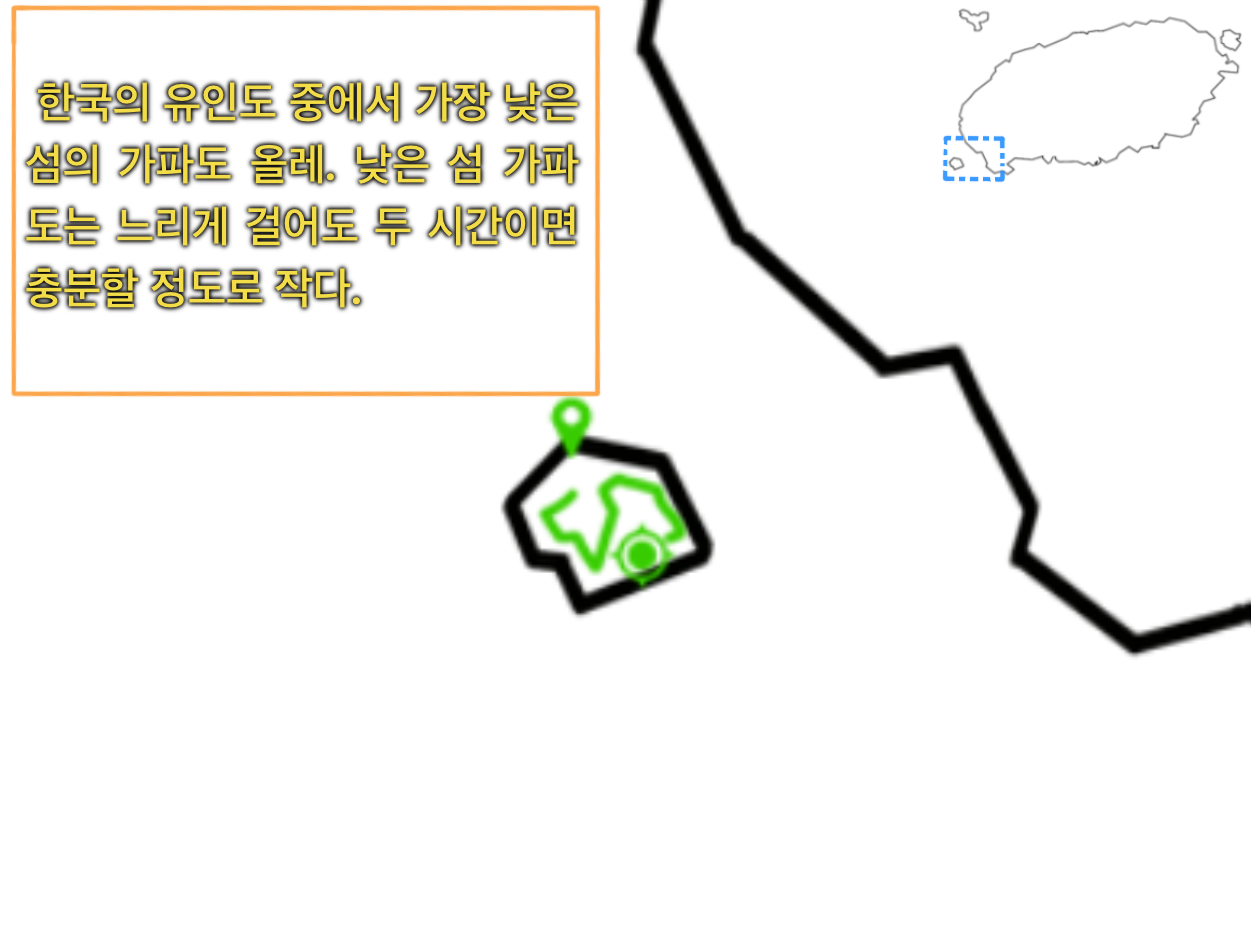 한국의 유인도 중에서 가장 낮은
섬의 가파도 올레. 낮은 섬 가파
도는 느리게 걸어도 두 시간이면
충분할 정도로 작다.